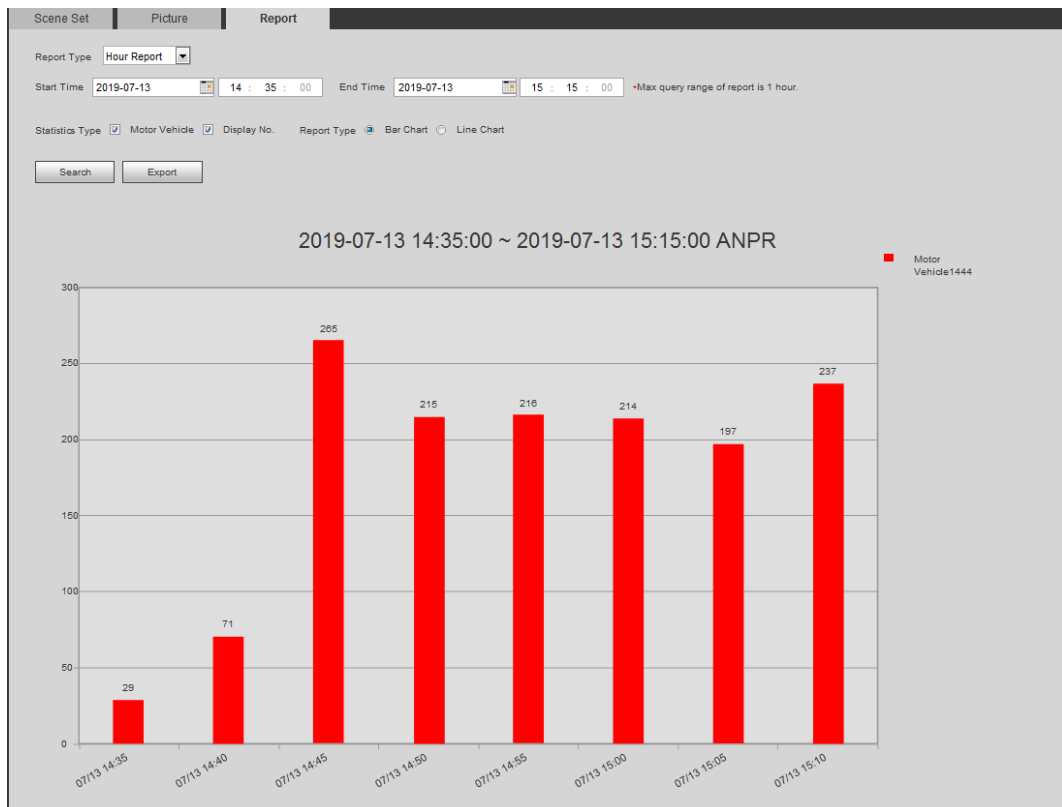 Scene Set Picture Report
Report Type Hour Report
Start Time 2019-07-13 14 : 35 : 00 End Time 2019-07-13 15 : 15 : 00 *Max query range of report is 1 hour.
Statistics Type Motor Vehicle Display No. Report Type Bar Chart Line Chart
Search Export
2019-07-13 14:35:00 ~ 2019-07-13 15:15:00 ANPR
Motor
Vehicle1444
300
265
250
237
215 216 214
200
197
150
100
71
50
29
0
07/13 14:35 07/13 14:40 07/13 14:45 07/13 14:50 07/13 14:55 07/13 15:00 07/13 15:05 07/13 15:10